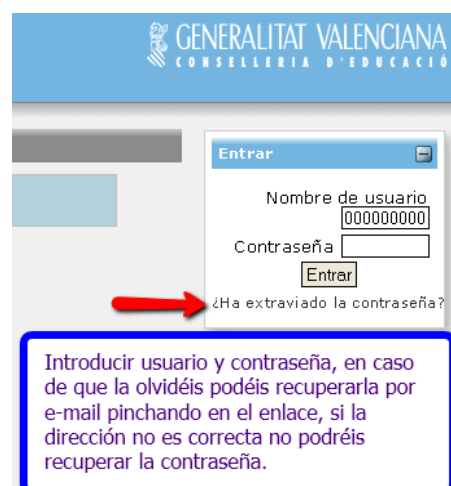 GENERALITAT VALENCIANA
CONSELLERIA D'EDUCACIÓ
Entrar
Nombre de usuario
000000000
Contraseña
Entrar
¿Ha extraviado la contraseña?
Introducir usuario y contraseña, en caso
de que la olvidéis podéis recuperarla por
e-mail pinchando en el enlace, si la
dirección no es correcta no podréis
recuperar la contraseña.